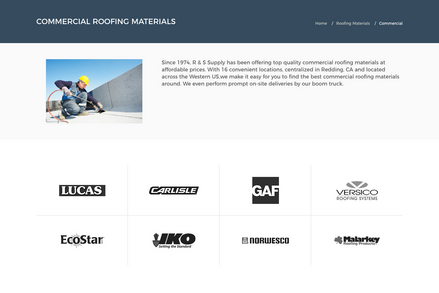 COMMERCIAL ROOFING MATERIALS
Home / Roofing Materials / Commercial
Since 1974, R & S Supply has been offering top quality commercial roofing materials at
affordable prices. With 16 convenient locations, centralized in Redding, CA and located
across the Western US,we make it easy for you to find the best commercial roofing materials
around. We even perform prompt on-site deliveries by our boom truck.
LUCAS
CARLISLE
GAF
VERSICO
ROOFING SYSTEMS
EcoStar
IKO
Setting the Standard
NORWESCO
Malarkey
Roofing Products